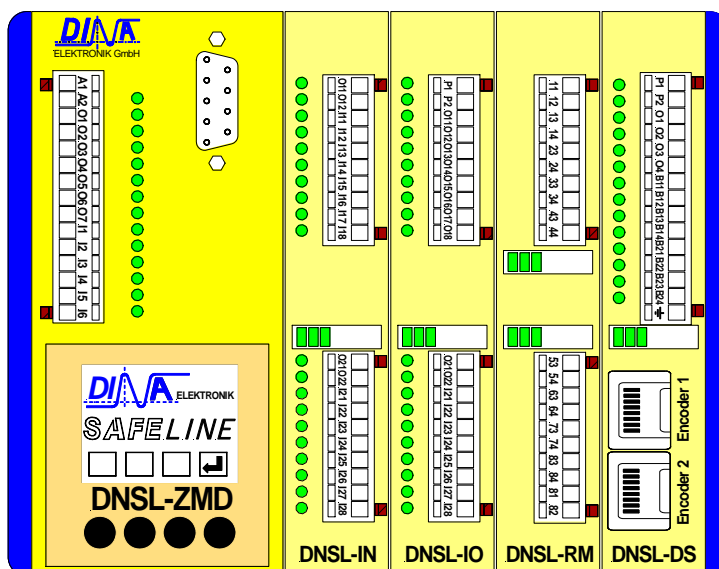 DINA
ELEKTRONIK GmbH
A1 A2 O1 O2 O3 O4 O5 O6 O7 I1 I2 I3 I4 I5 I6
DINA ELEKTRONIK
SAFELINE
DNSL-ZMD
O11 O12 I11 I12 I13 I14 I15 I16 I17 I18
O21 O22 I21 I22 I23 I24 I25 I26 I27 I28
DNSL-IN
P1 P2 O11 O12 O13 O14 O15 O16 O17 O18
O21 O22 I21 I22 I23 I24 I25 I26 I27 I28
DNSL-IO
.11 .12 .13 .14 23 .24 .33 .34 .43 .44
53 54 .63 64 73 .74 .83 .84 .81 .82
DNSL-RM
P1 P2 O1 O2 O3 O4 B11 B12 B13 B14 B21 B22 B23 B24
Encoder 1
Encoder 2
DNSL-DS